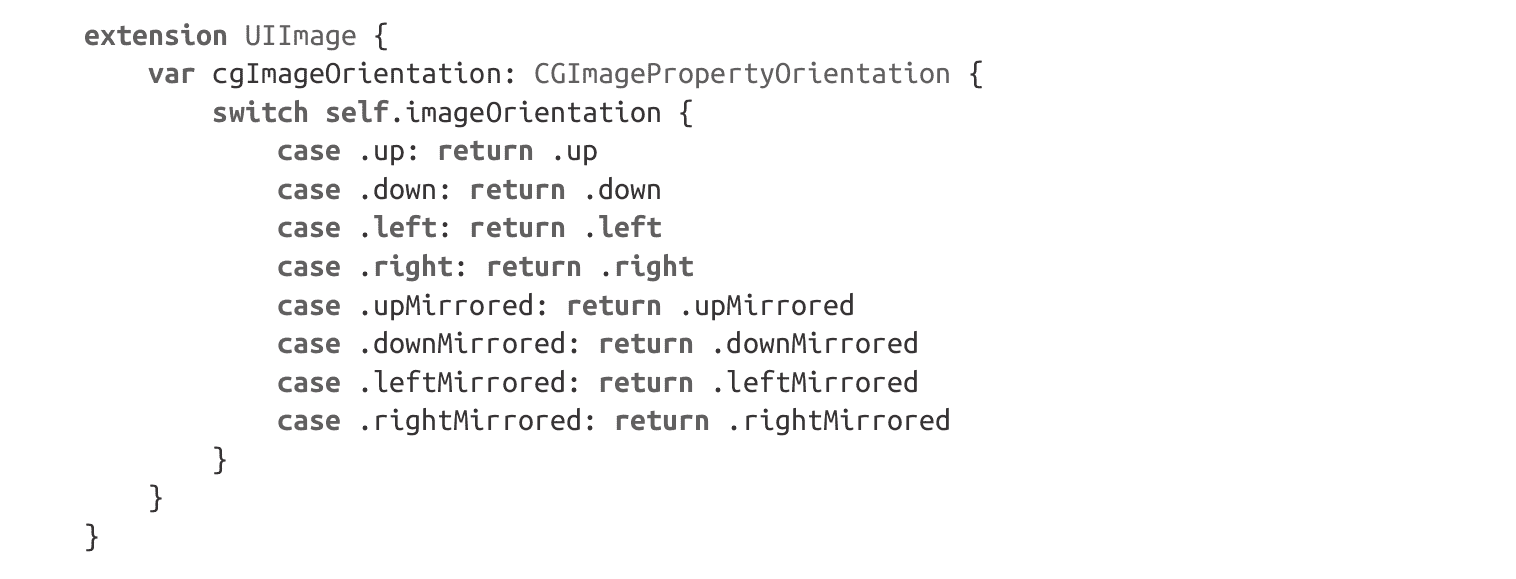 extension UIImage {
    var cgImageOrientation: CGImagePropertyOrientation {
        switch self.imageOrientation {
            case .up: return .up
            case .down: return .down
            case .left: return .left
            case .right: return .right
            case .upMirrored: return .upMirrored
            case .downMirrored: return .downMirrored
            case .leftMirrored: return .leftMirrored
            case .rightMirrored: return .rightMirrored
        }
    }
}